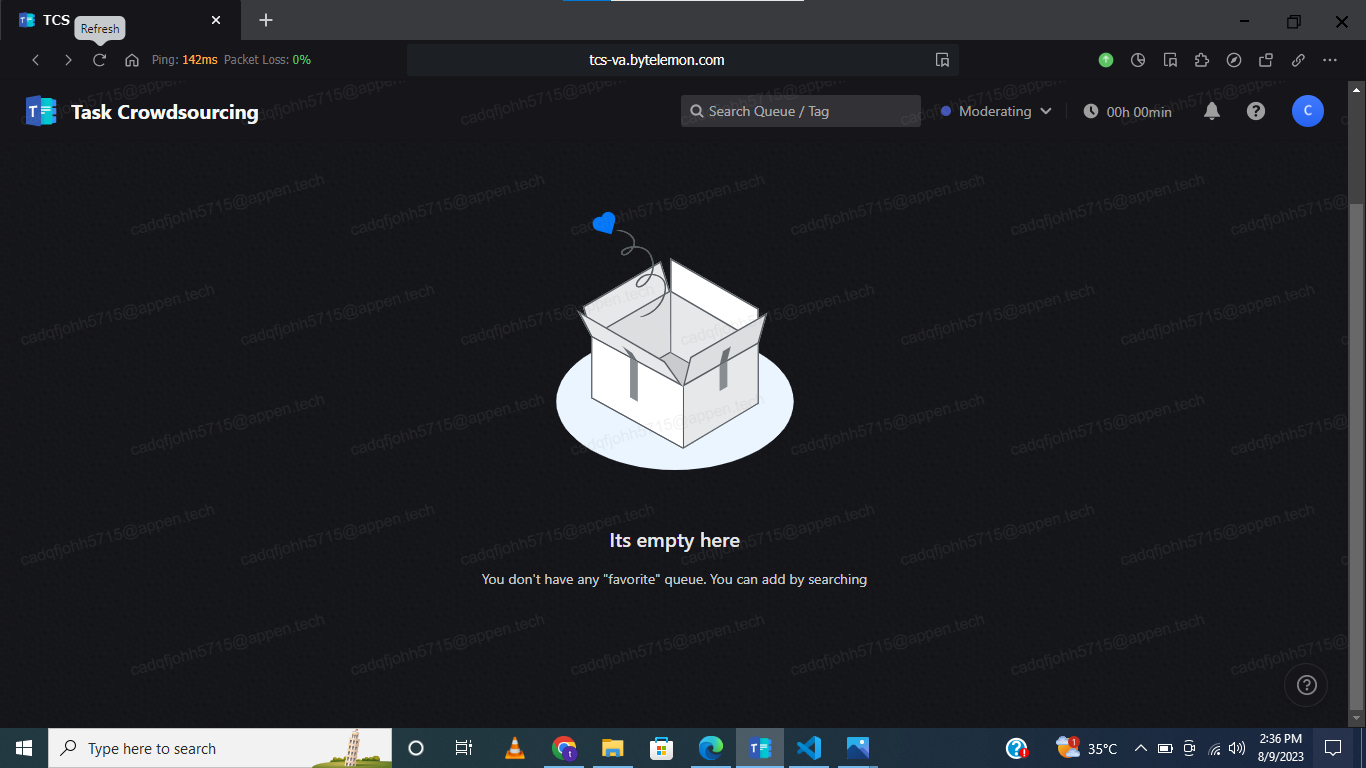 TCS
Refresh
Ping: 142ms Packet Loss: 0%
tcs-va.bytelemon.com
T
Task Crowdsourcing
Search Queue / Tag
Moderating
00h 00min
C
cadqfjohh5715@appen.tech
Its empty here
You don't have any "favorite" queue. You can add by searching
Type here to search
t
T
1
35°C
2:36 PM
8/9/2023